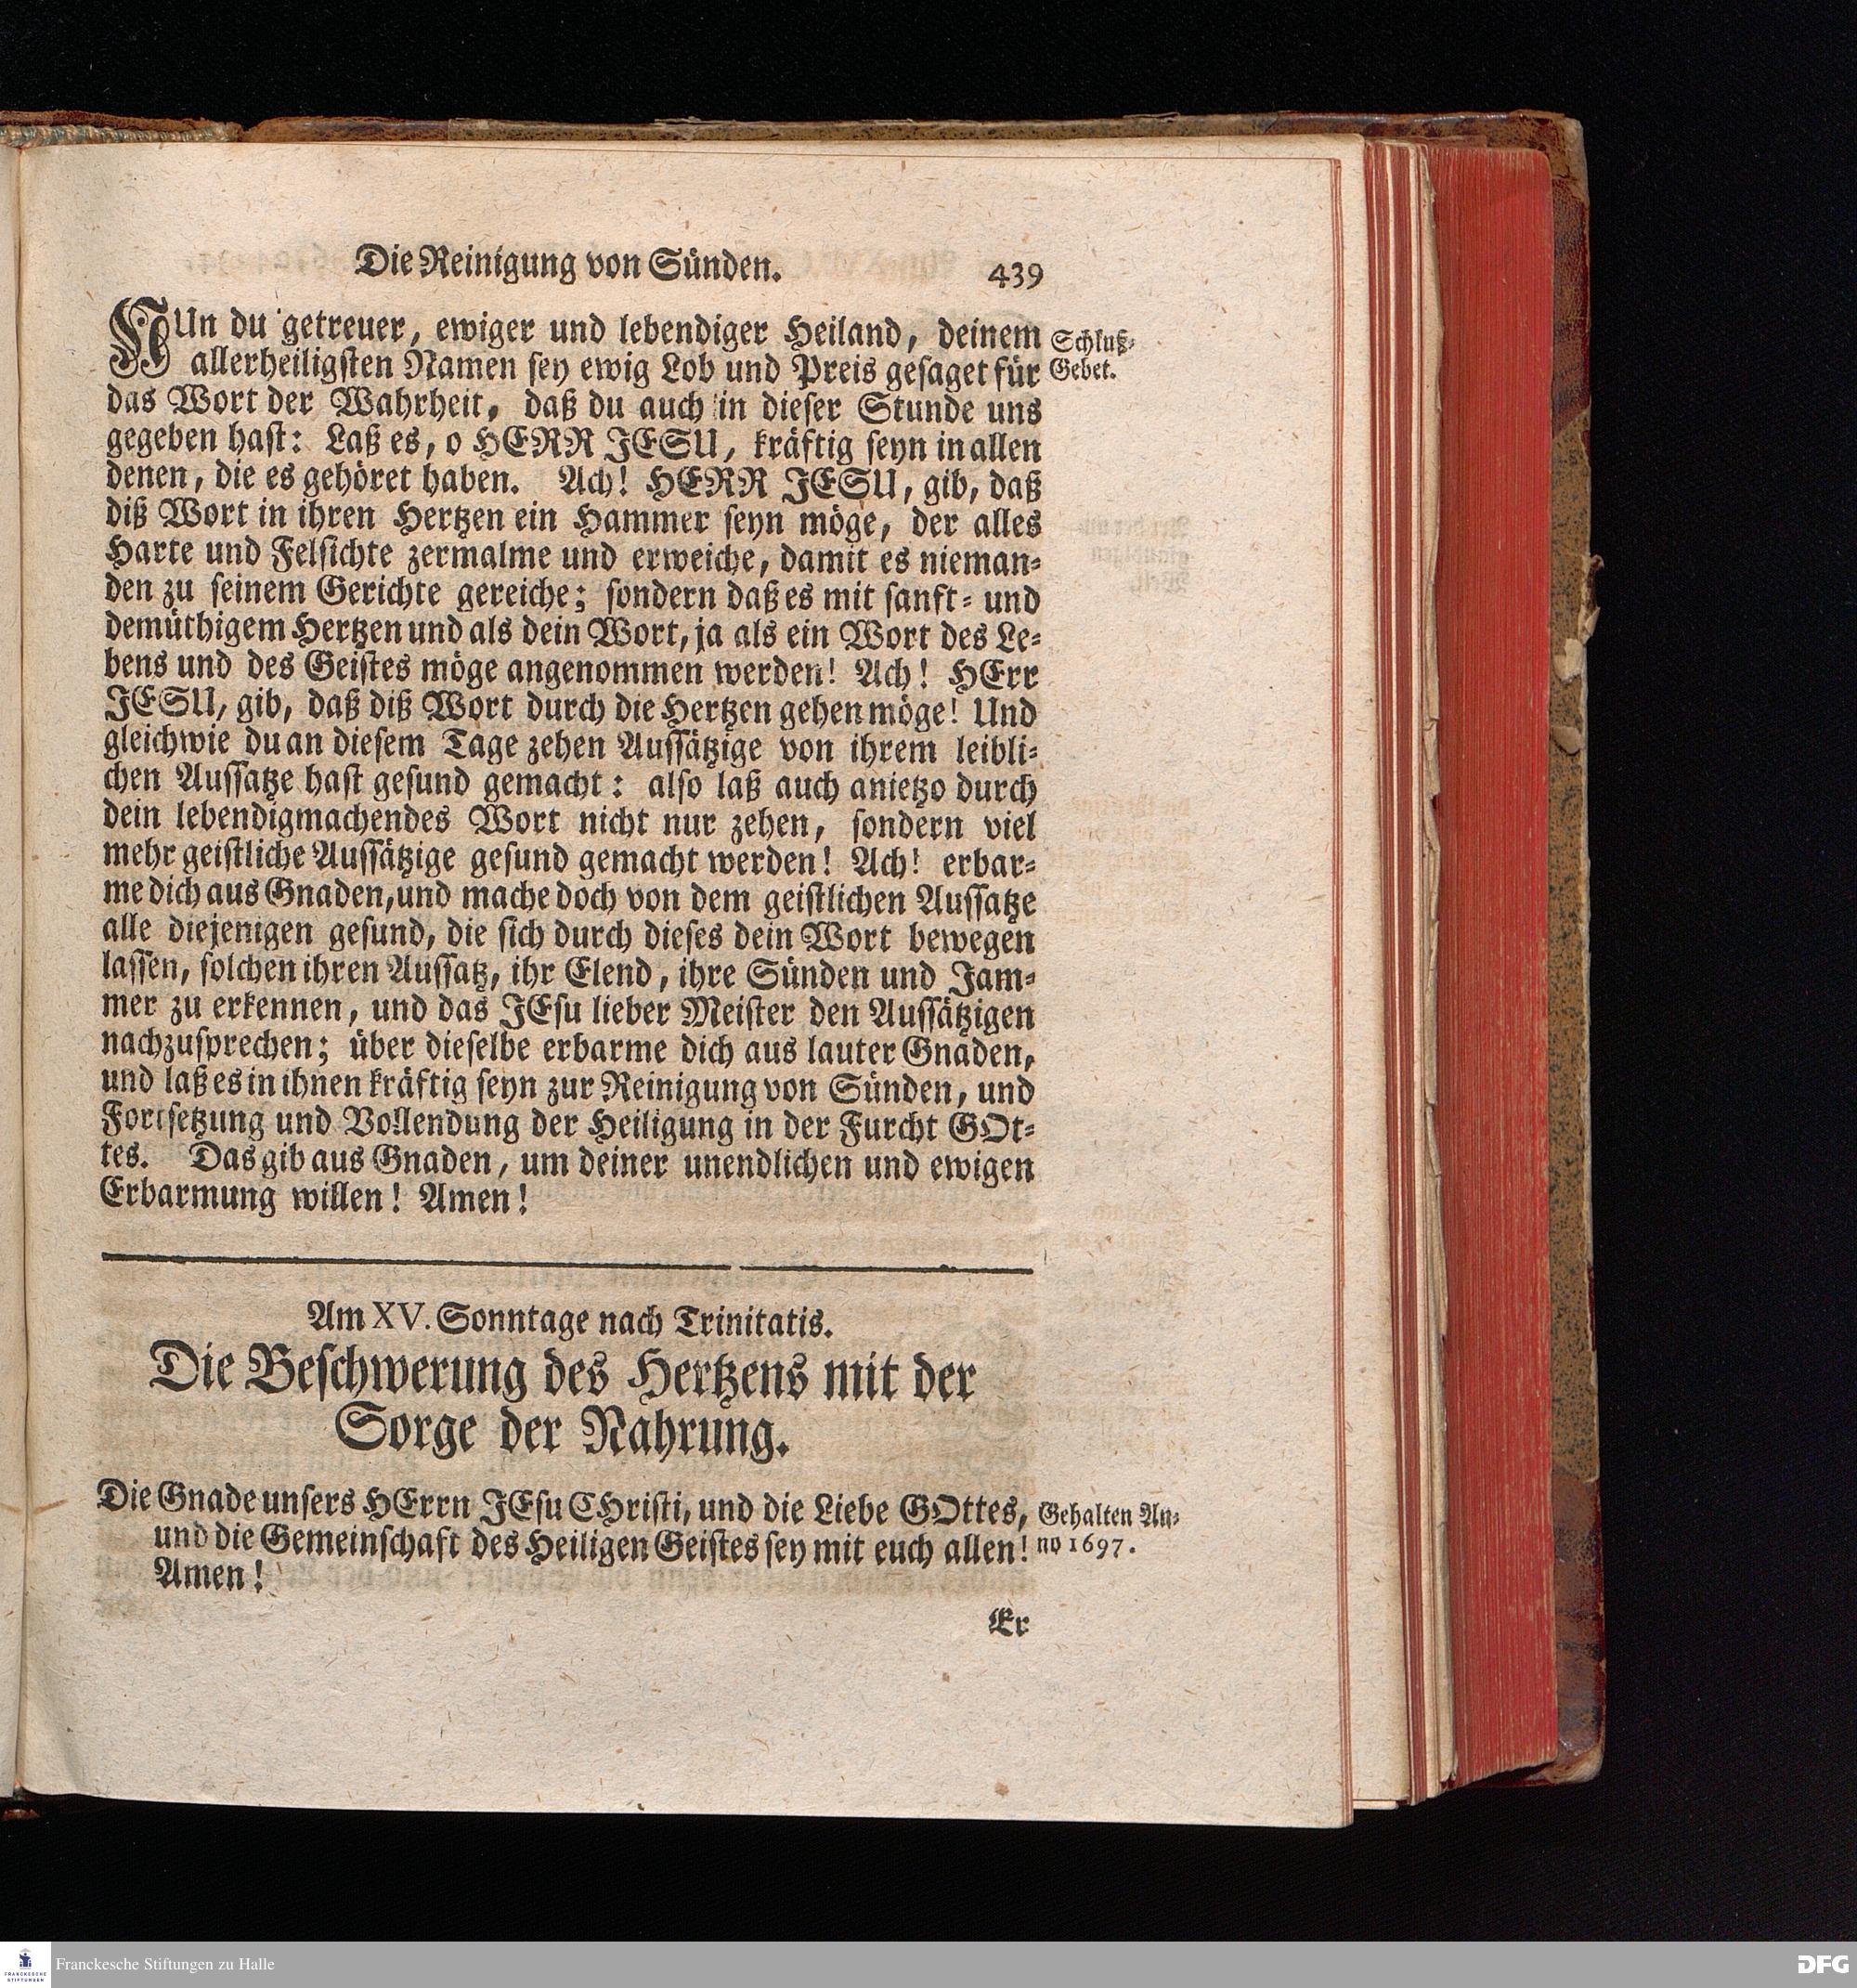 Die Reinigung von Sünden. 439
NUn du getreuer, ewiger und lebendiger Heiland, deinem
allerheiligsten Namen sey ewig Lob und Preis gesaget für
das Wort der Wahrheit, daß du auch in dieser Stunde uns
gegeben hast: Laß es, o HERR JESU, kräftig seyn in allen
denen, die es gehöret haben. Ach! HERR JESU, gib, daß
diß Wort in ihren Hertzen ein Hammer seyn möge, der alles
Harte und Felsichte zermalme und erweiche, damit es nieman-
den zu seinem Gerichte gereiche; sondern daß es mit sanft- und
demüthigem Hertzen und als dein Wort, ja als ein Wort des Le-
bens und des Geistes möge angenommen werden! Ach! HErr
JESU, gib, daß diß Wort durch die Hertzen gehen möge! Und
gleichwie du an diesem Tage zehen Aussätzige von ihrem leibli-
chen Aussatze hast gesund gemacht: also laß auch anietzo durch
dein lebendigmachendes Wort nicht nur zehen, sondern viel
mehr geistliche Aussätzige gesund gemacht werden! Ach! erbar-
me dich aus Gnaden, und mache doch von dem geistlichen Aussatze
alle diejenigen gesund, die sich durch dieses dein Wort bewegen
lassen, solchen ihren Aussatz, ihr Elend, ihre Sünden und Jam-
mer zu erkennen, und das JEsu lieber Meister den Aussätzigen
nachzusprechen; über dieselbe erbarme dich aus lauter Gnaden,
und laß es in ihnen kräftig seyn zur Reinigung von Sünden, und
Fortsetzung und Vollendung der Heiligung in der Furcht GOt-
tes. Das gib aus Gnaden, um deiner unendlichen und ewigen
Erbarmung willen! Amen!
Schluß-
Gebet.
Am XV. Sonntage nach Trinitatis.
Die Beschwerung des Hertzens mit der
Sorge der Nahrung.
Die Gnade unsers HErrn JEsu CHristi, und die Liebe GOttes,
und die Gemeinschaft des Heiligen Geistes sey mit euch allen!
Amen!
Gehalten An-
no 1697.
Er
FRANCKESCHE
STIFTUNGEN
Franckesche Stiftungen zu Halle
DFG